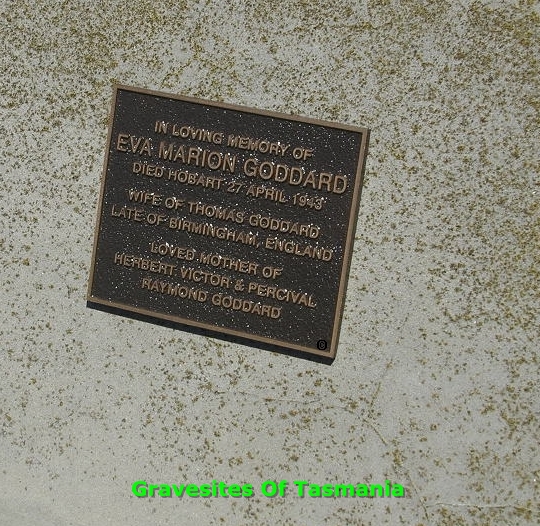 IN LOVING MEMORY OF
EVA MARION GODDARD
DIED HOBART 27 APRIL 1943
WIFE OF THOMAS GODDARD
LATE OF BIRMINGHAM, ENGLAND
LOVED MOTHER OF
HERBERT VICTOR & PERCIVAL
RAYMOND GODDARD
Gravesites Of Tasmania